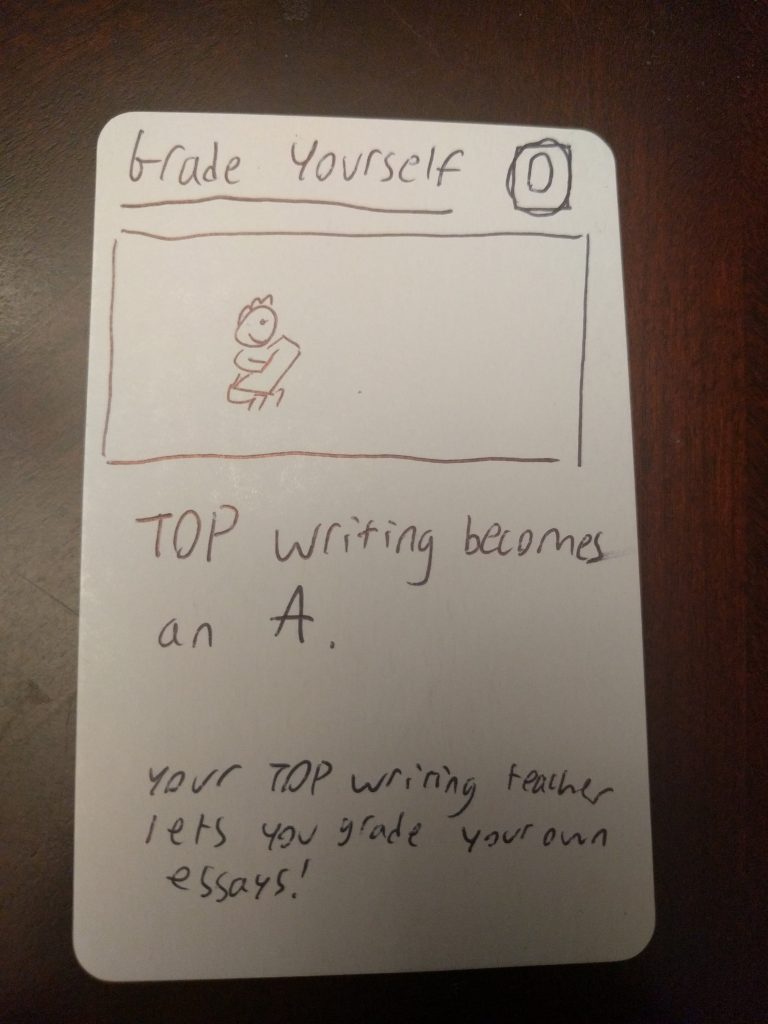 Grade Yourself 0
TOP writing becomes
an A.
your TOP writing teacher
lets you grade your own
essays!